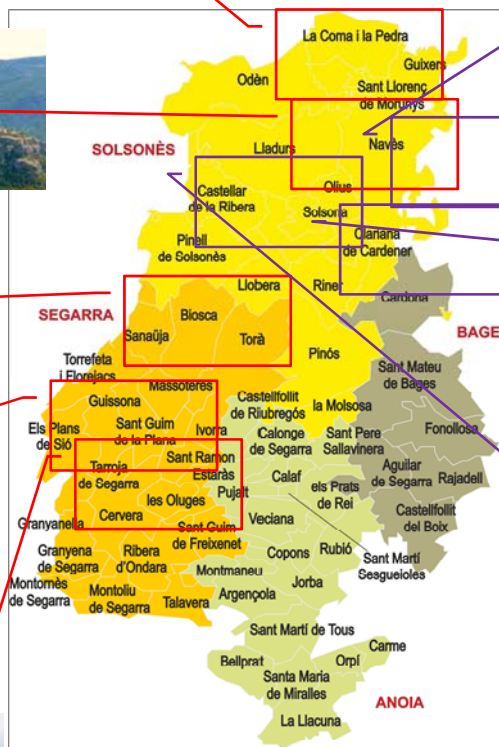 La Coma i la Pedra
Guixers
Odèn
Sant Llorenç
de Morunys
SOLSONÈS
Lladurs
Navès
Castellar
de la Ribera
Olius
Solsona
Clariana
de Cardener
Pinell
de Solsonès
Llobera
Riner
Cardona
SEGARRA
Biosca
BAGE
Sanaüja
Torà
Pinós
Torrefeta
i Florejacs
Massoteres
Sant Mateu
de Bages
Guissona
Castellfollit
de Riubregós
la Molsosa
Els Plans
de Sió
Sant Guim
de la Plana
Ivorra
Calonge
de Segarra
Sant Pere
Sallavinera
Fonollosa
Tarroja
de Segarra
Sant Ramon
Estaràs
Calaf
Aguilar
de Segarra
Rajadell
les Oluges
Pujalt
els Prats
de Rei
Cervera
Granyanella
Veciana
Castellfollit
del Boix
Sant Guim
de Freixenet
Granyena
de Segarra
Ribera
d'Ondara
Copons
Rubió
Sant Martí
Sesgueioles
Montmaneu
Montornès
de Segarra
Montoliu
de Segarra
Talavera
Argençola
Jorba
Sant Martí de Tous
Carme
Bellprat
Orpí
Santa Maria
de Miralles
ANOIA
La Llacuna